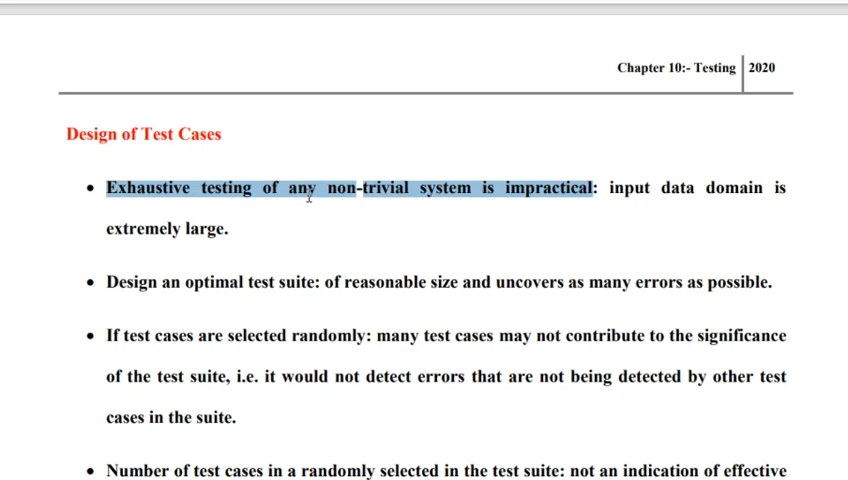 Chapter 10:- Testing 2020
Design of Test Cases
• Exhaustive testing of any non-trivial system is impractical: input data domain is
extremely large.
• Design an optimal test suite: of reasonable size and uncovers as many errors as possible.
• If test cases are selected randomly: many test cases may not contribute to the significance
of the test suite, i.e. it would not detect errors that are not being detected by other test
cases in the suite.
• Number of test cases in a randomly selected in the test suite: not an indication of effective